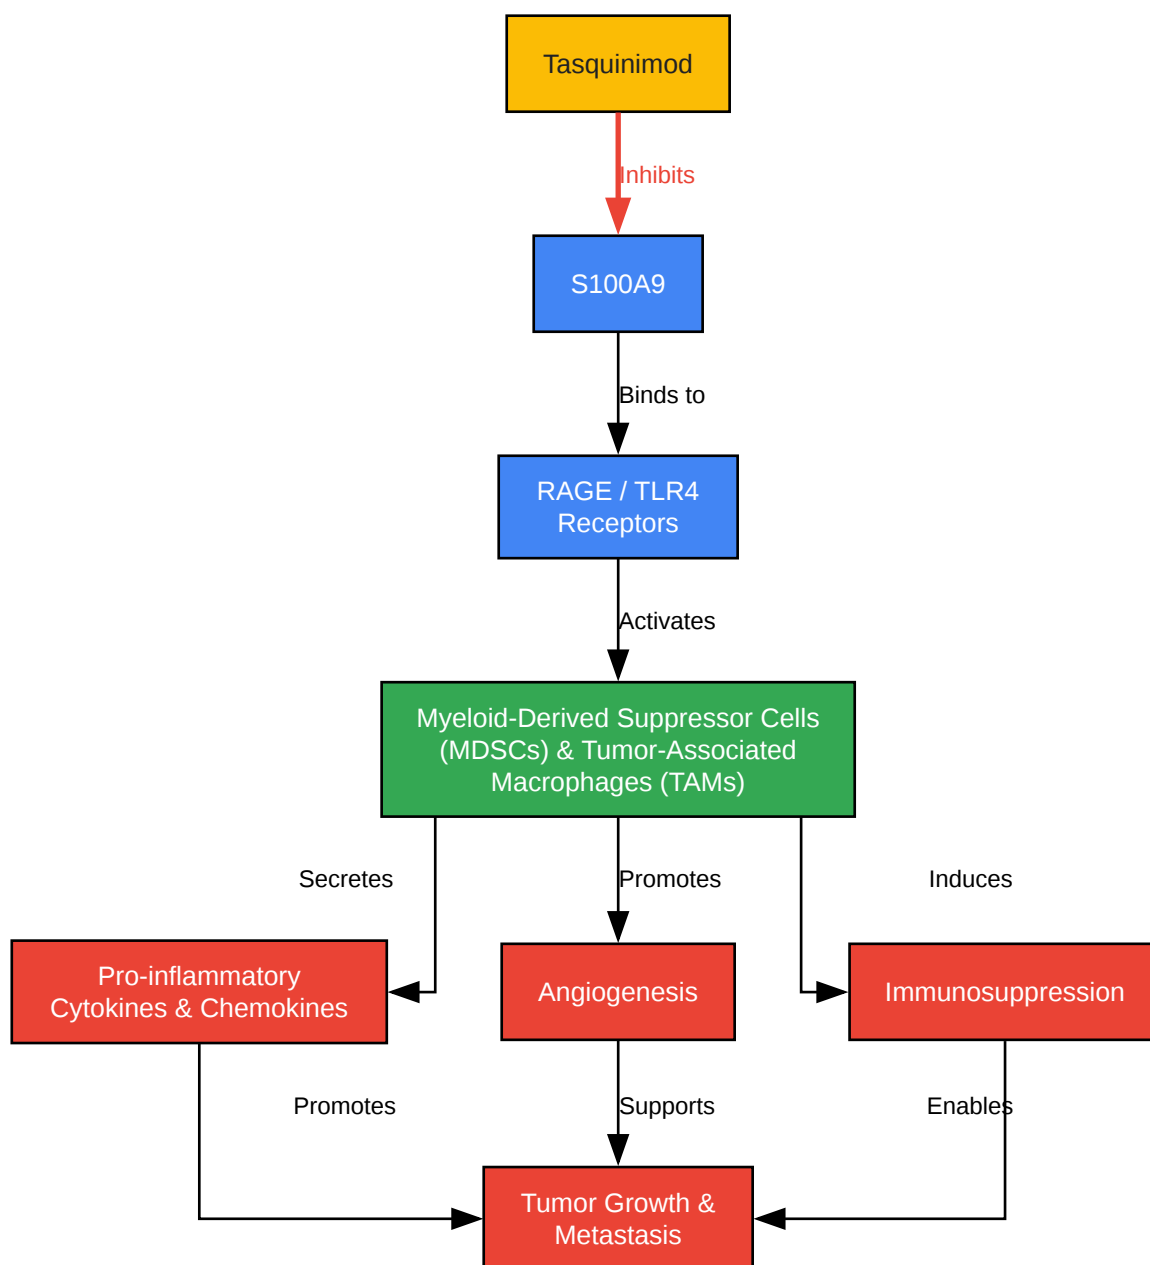 Tasquinimod
Inhibits
S100A9
Binds to
RAGE / TLR4
Receptors
Activates
Myeloid-Derived Suppressor Cells
(MDSCs) & Tumor-Associated
Macrophages (TAMs)
Secretes
Promotes
Induces
Pro-inflammatory
Cytokines & Chemokines
Angiogenesis
Immunosuppression
Promotes
Supports
Enables
Tumor Growth &
Metastasis